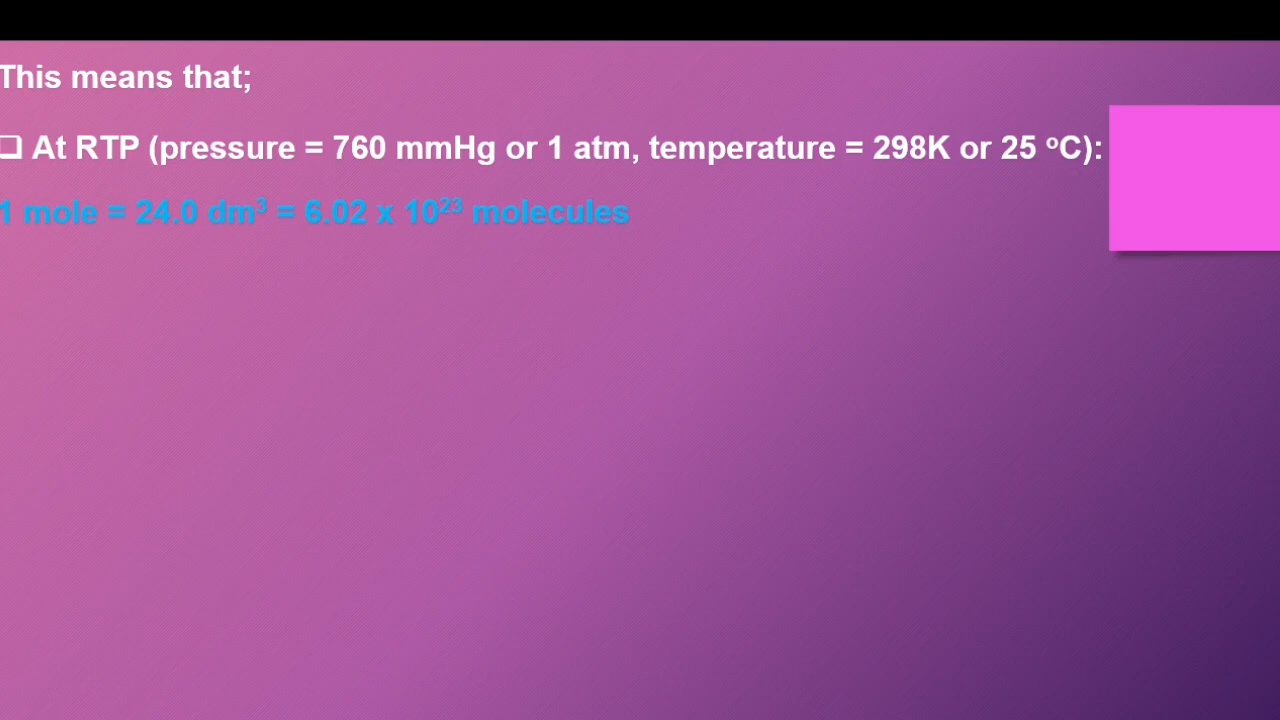 This means that;
❑ At RTP (pressure = 760 mmHg or 1 atm, temperature = 298K or 25 ᵒC):
1 mole = 24.0 dm³ = 6.02 x 10²³ molecules